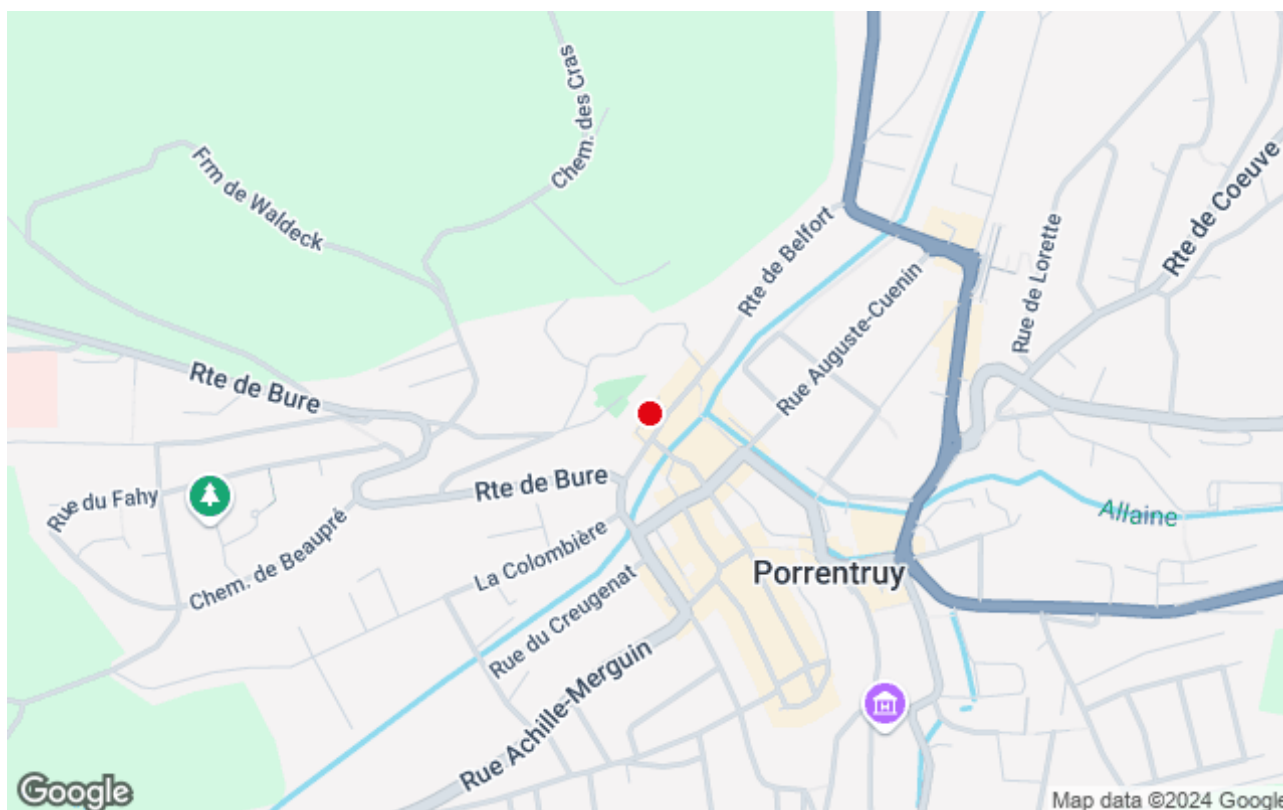 Chem. des Cras
Frm de Waldeck
Rte de Belfort
Rte de Coeuve
Rue de Lorette
Rue Auguste-Cuenin
Rte de Bure
Rte de Bure
Rue du Fahy
Chem. de Beaupré
La Colombière
Allaine
Porrentruy
Rue du Creugenat
Rue Achille-Merguin
H
Google
Map data ©2024 Google